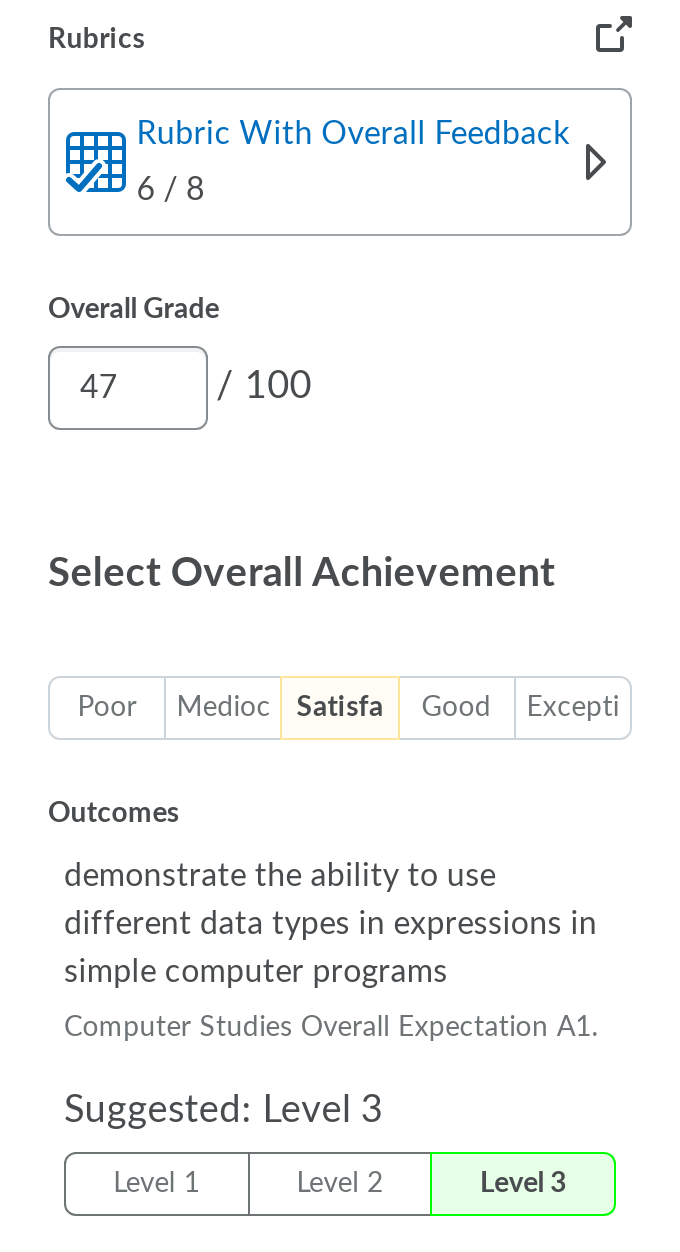 Rubrics
Rubric With Overall Feedback
6 / 8
Overall Grade
47 / 100
Select Overall Achievement
Poor Medioc Satisfa Good Excepti
Outcomes
demonstrate the ability to use
different data types in expressions in
simple computer programs
Computer Studies Overall Expectation A1.
Suggested: Level 3
Level 1 Level 2 Level 3